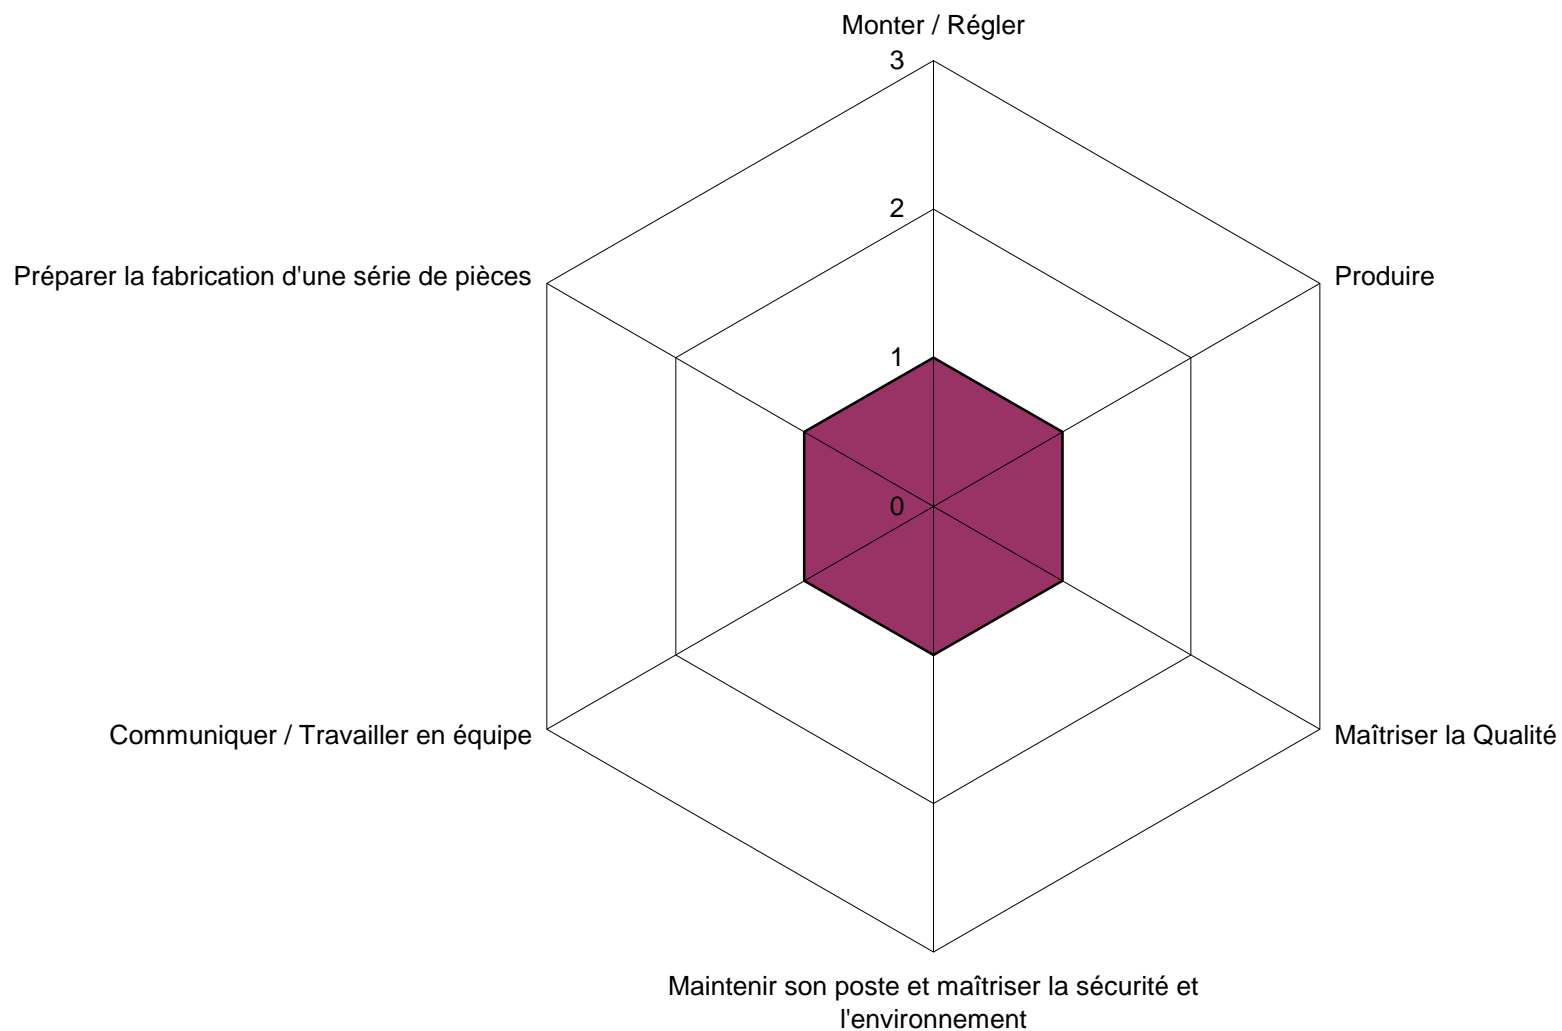 Monter / Régler
3
2
Préparer la fabrication d'une série de pièces
Produire
1
0
Communiquer / Travailler en équipe
Maîtriser la Qualité
Maintenir son poste et maîtriser la sécurité et
l'environnement